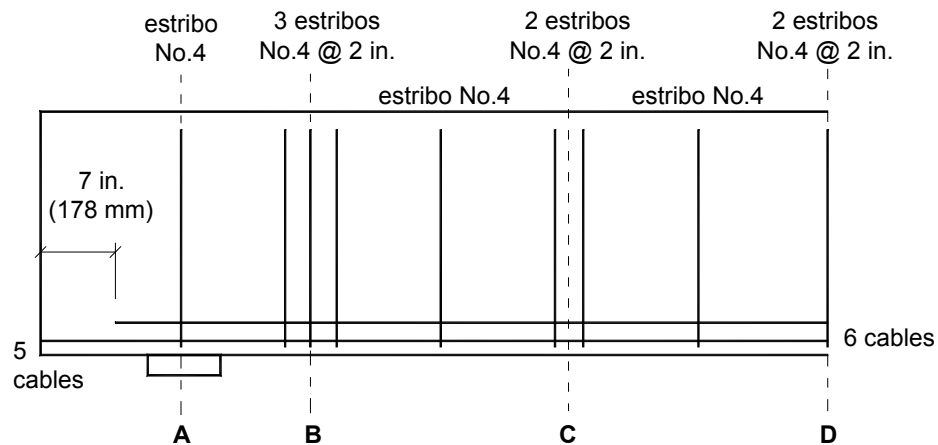 estribo
No.4
3 estribos
No.4 @ 2 in.
2 estribos
No.4 @ 2 in.
2 estribos
No.4 @ 2 in.
estribo No.4
estribo No.4
7 in.
(178 mm)
5
cables
6 cables
A
B
C
D